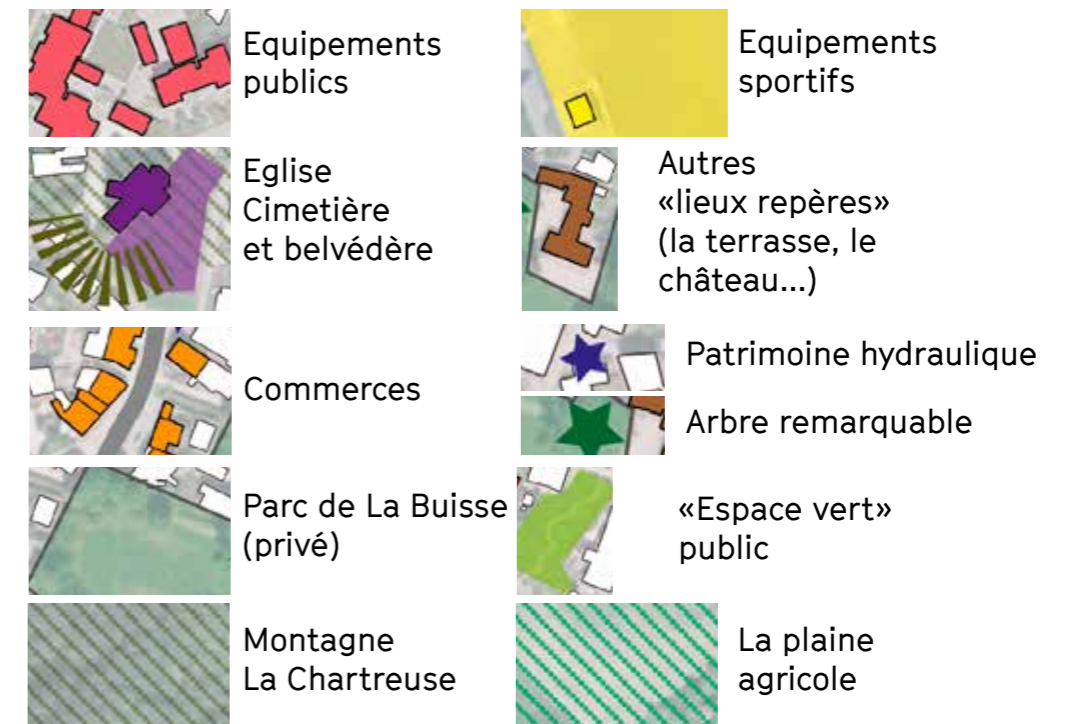 Equipements
publics
Equipements
sportifs
Eglise
Cimetière
et belvédère
Autres
«lieux repères»
(la terrasse, le
château...)
Commerces
Patrimoine hydraulique
Arbre remarquable
Parc de La Buisse
(privé)
«Espace vert»
public
Montagne
La Chartreuse
La plaine
agricole